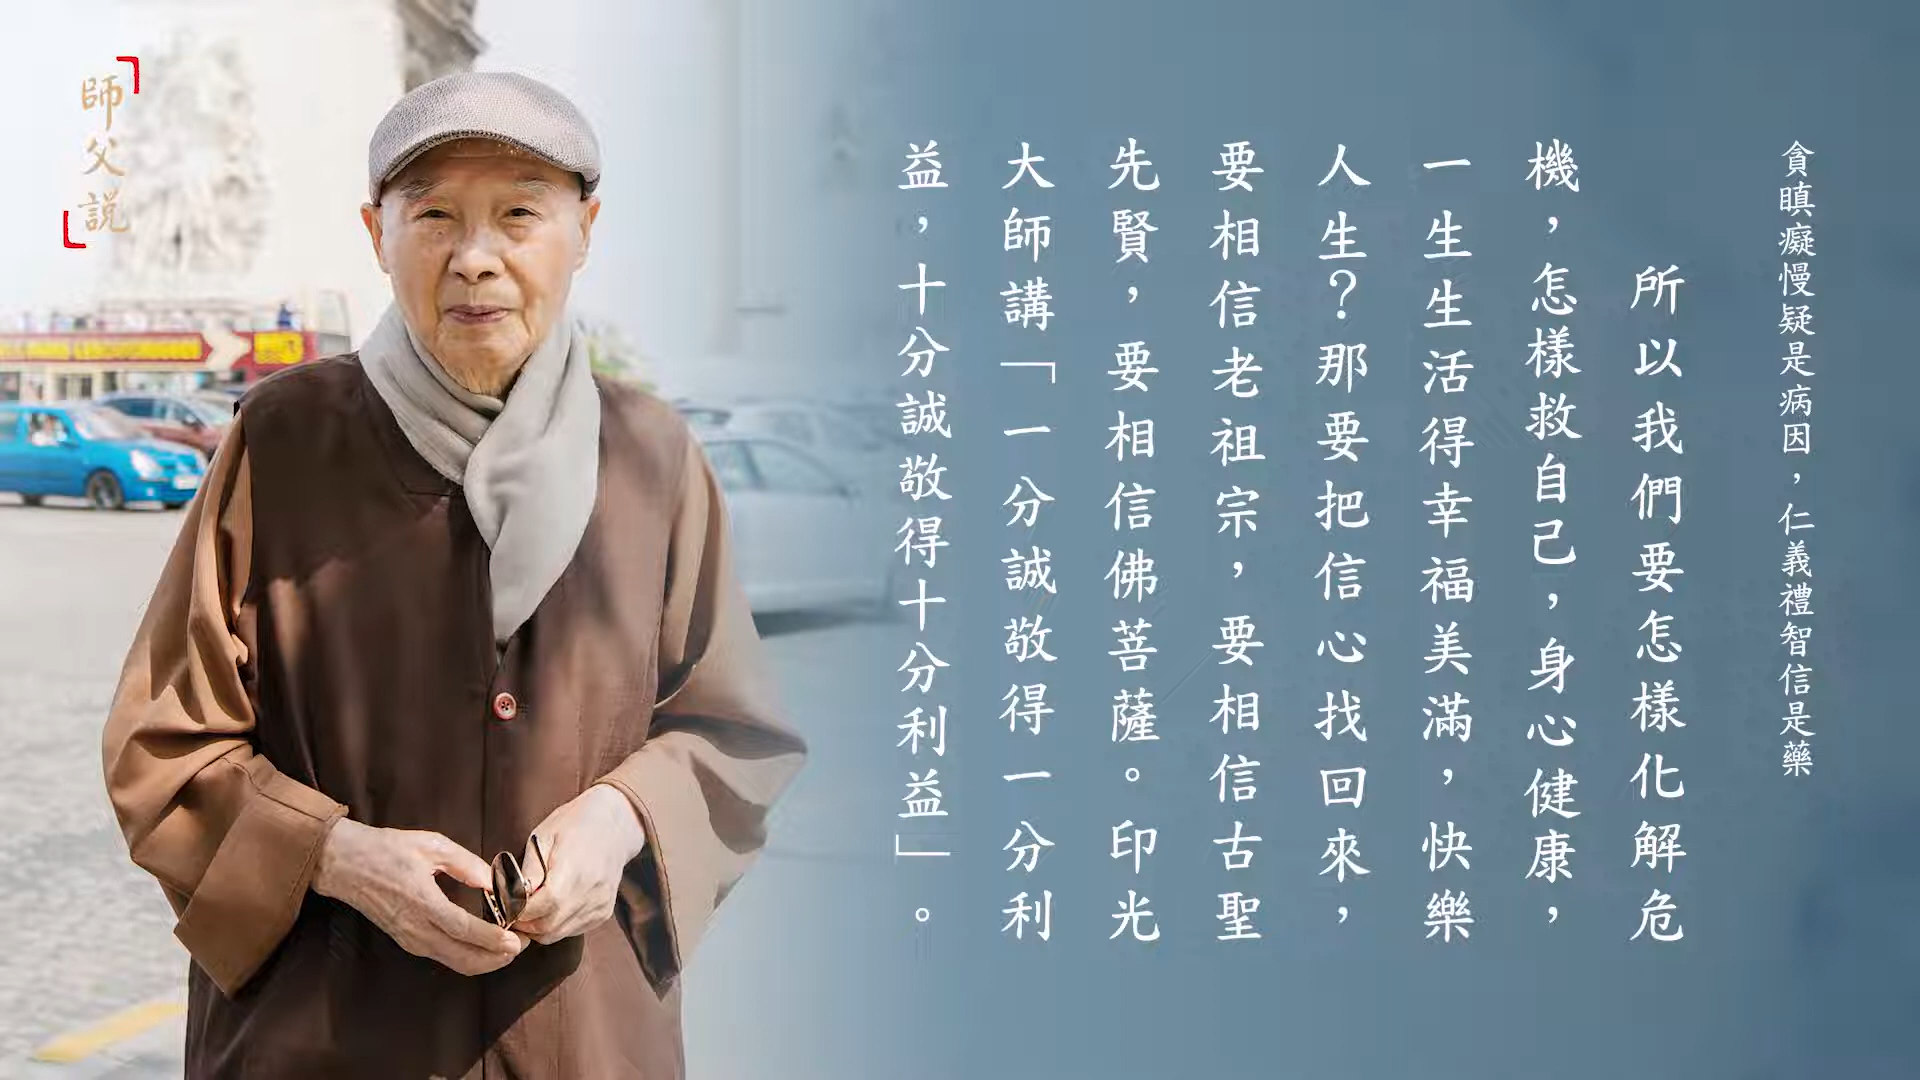 師父說
貪瞋癡慢疑是病因，仁義禮智信是藥
所以我們要怎樣化解危
機，怎樣救自己，身心健康，
一生生活得幸福美滿，快樂
人生？那要把信心找回來，
要相信老祖宗，要相信古聖
先賢，要相信佛菩薩。印光
大師講「一分誠敬得一分利
益，十分誠敬得十分利益」。